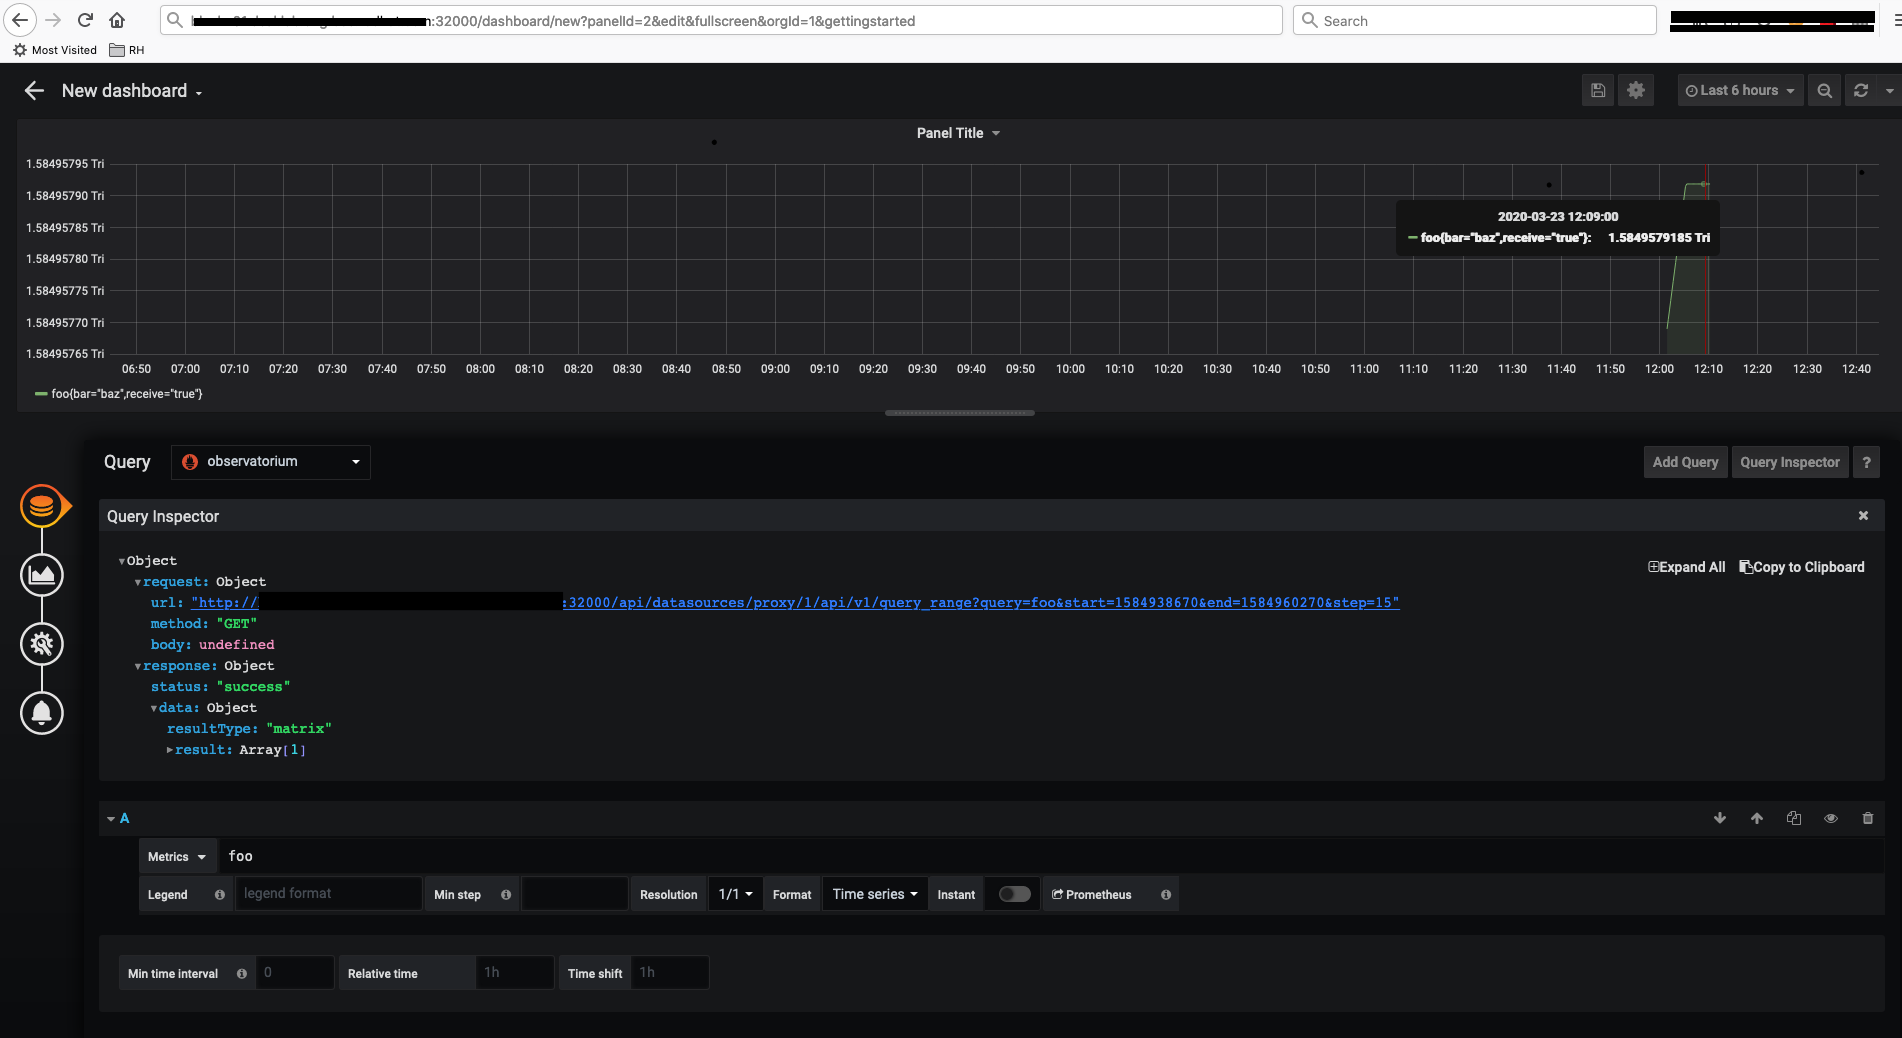 :32000/dashboard/new?panelId=2&edit&fullscreen&orgId=1&gettingstarted
Search
Most Visited RH
New dashboard
Last 6 hours
Panel Title
1.58495795 Tri
1.58495790 Tri
1.58495785 Tri
1.58495780 Tri
1.58495775 Tri
1.58495770 Tri
1.58495765 Tri
2020-03-23 12:09:00
foo{bar="baz",receive="true"}: 1.5849579185 Tri
06:50 07:00 07:10 07:20 07:30 07:40 07:50 08:00 08:10 08:20 08:30 08:40 08:50 09:00 09:10 09:20 09:30 09:40 09:50 10:00 10:10 10:20 10:30 10:40 10:50 11:00 11:10 11:20 11:30 11:40 11:50 12:00 12:10 12:20 12:30 12:40
foo{bar="baz",receive="true"}
Query observatorium Add Query Query Inspector ?
Query Inspector
Object
Expand All Copy to Clipboard
request: Object
url: "http:// :32000/api/datasources/proxy/1/api/v1/query_range?query=foo&start=1584938670&end=1584960270&step=15"
method: "GET"
body: undefined
response: Object
status: "success"
data: Object
resultType: "matrix"
result: Array[1]
A
Metrics foo
Legend legend format Min step Resolution 1/1 Format Time series Instant Prometheus
Min time interval 0 Relative time 1h Time shift 1h